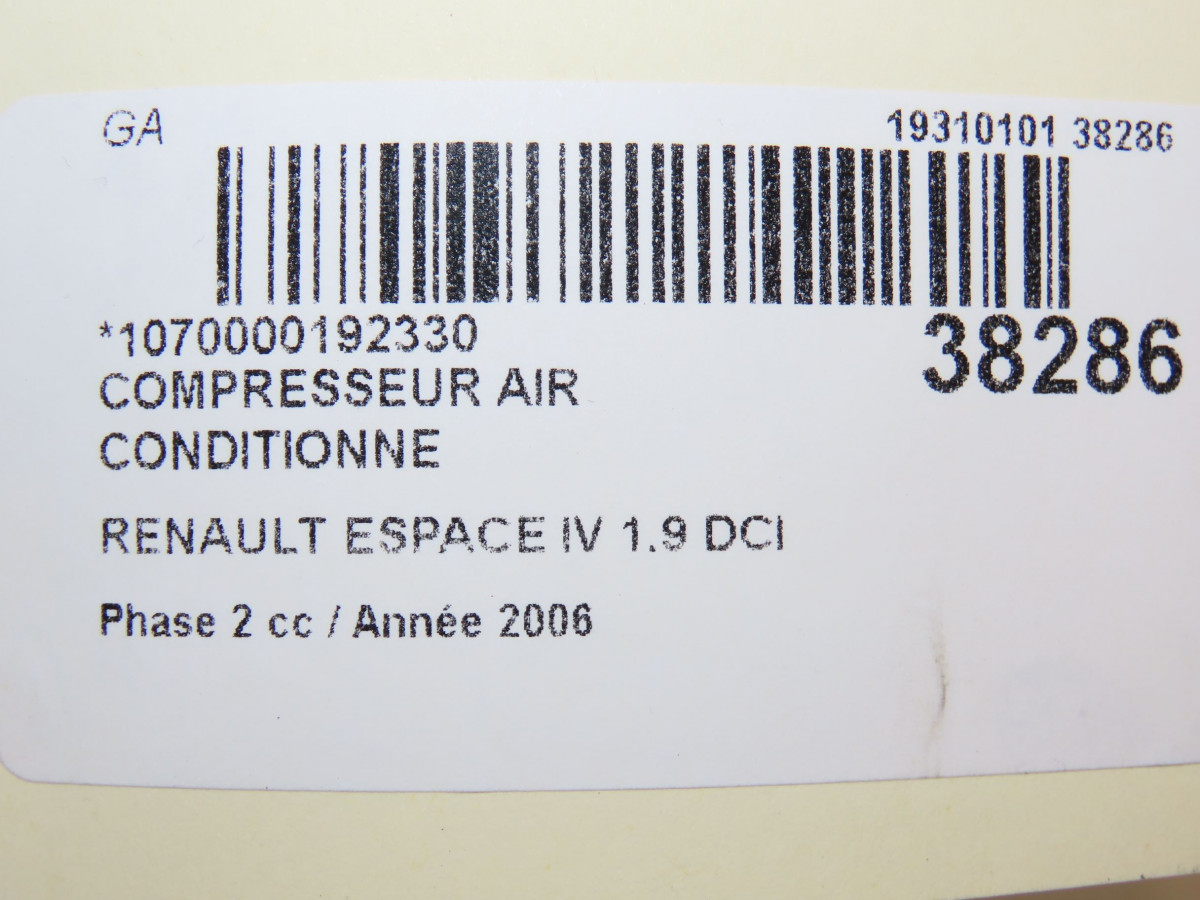 GA
19310101 38286
*1070000192330
38286
COMPRESSEUR AIR
CONDITIONNE
RENAULT ESPACE IV 1.9 DCI
Phase 2 cc / Année 2006